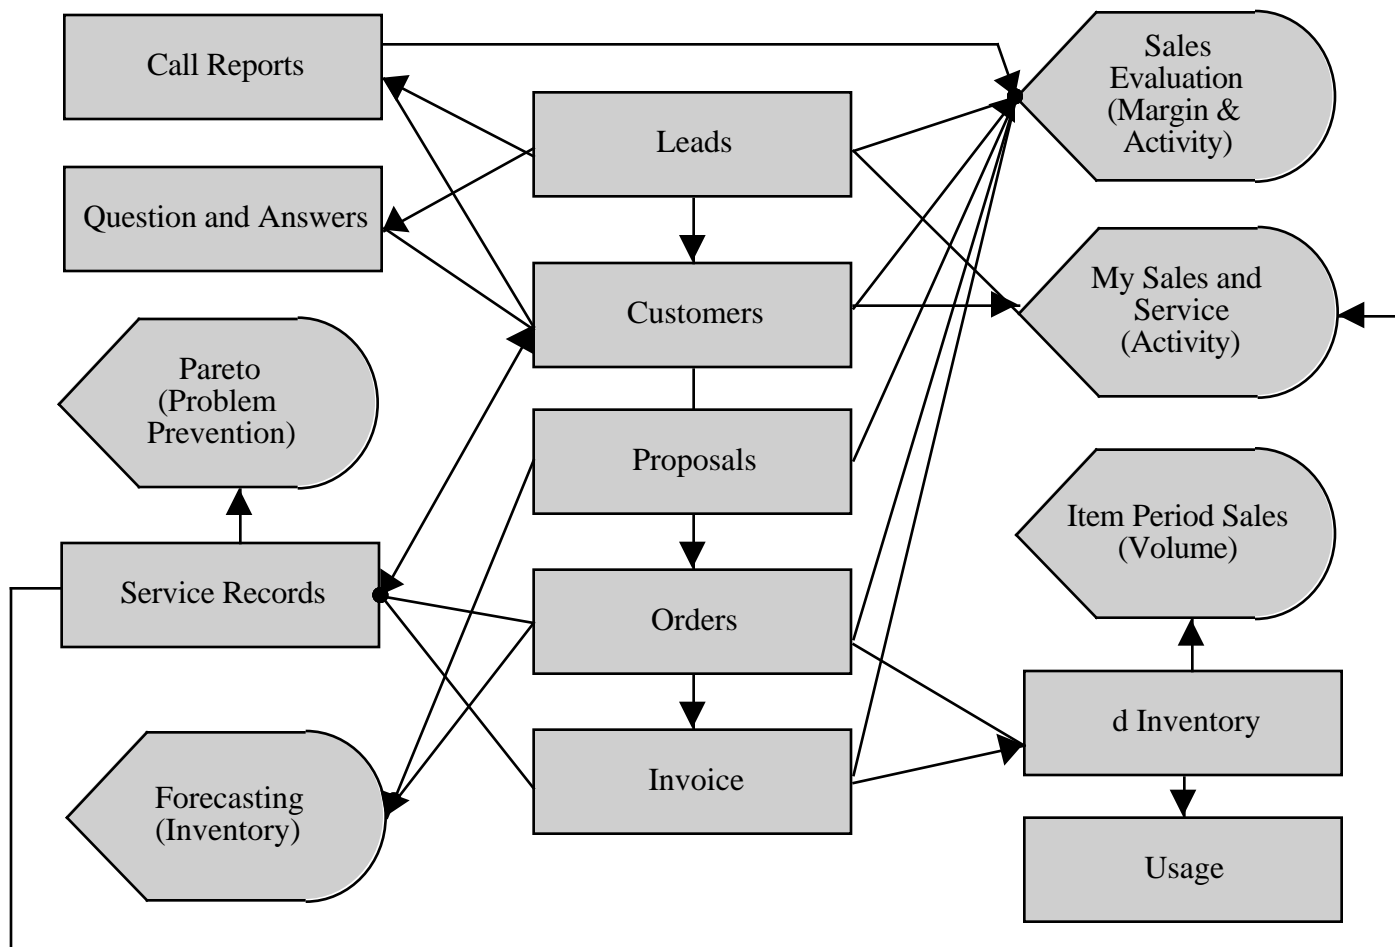 Call Reports
Leads
Sales
Evaluation
(Margin &
Activity)
Question and Answers
Customers
My Sales and
Service
(Activity)
Pareto
(Problem
Prevention)
Proposals
Item Period Sales
(Volume)
Service Records
Orders
d Inventory
Forecasting
(Inventory)
Invoice
Usage